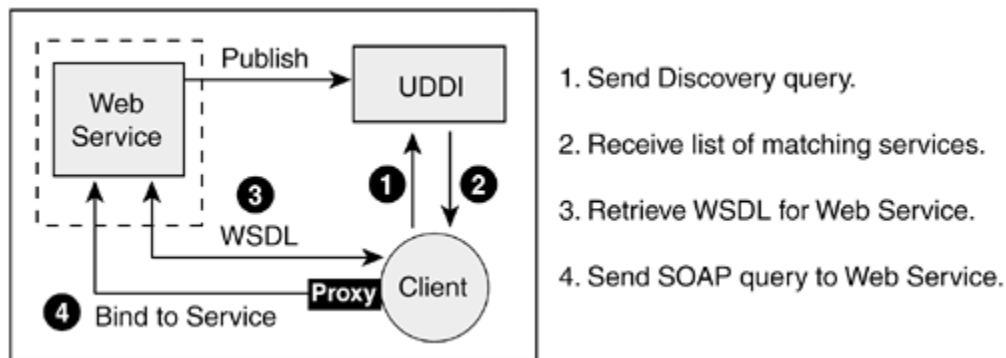 Publish
UDDI
Web
Service
1
2
3
WSDL
Client
Proxy
4 Bind to Service
1. Send Discovery query.
2. Receive list of matching services.
3. Retrieve WSDL for Web Service.
4. Send SOAP query to Web Service.